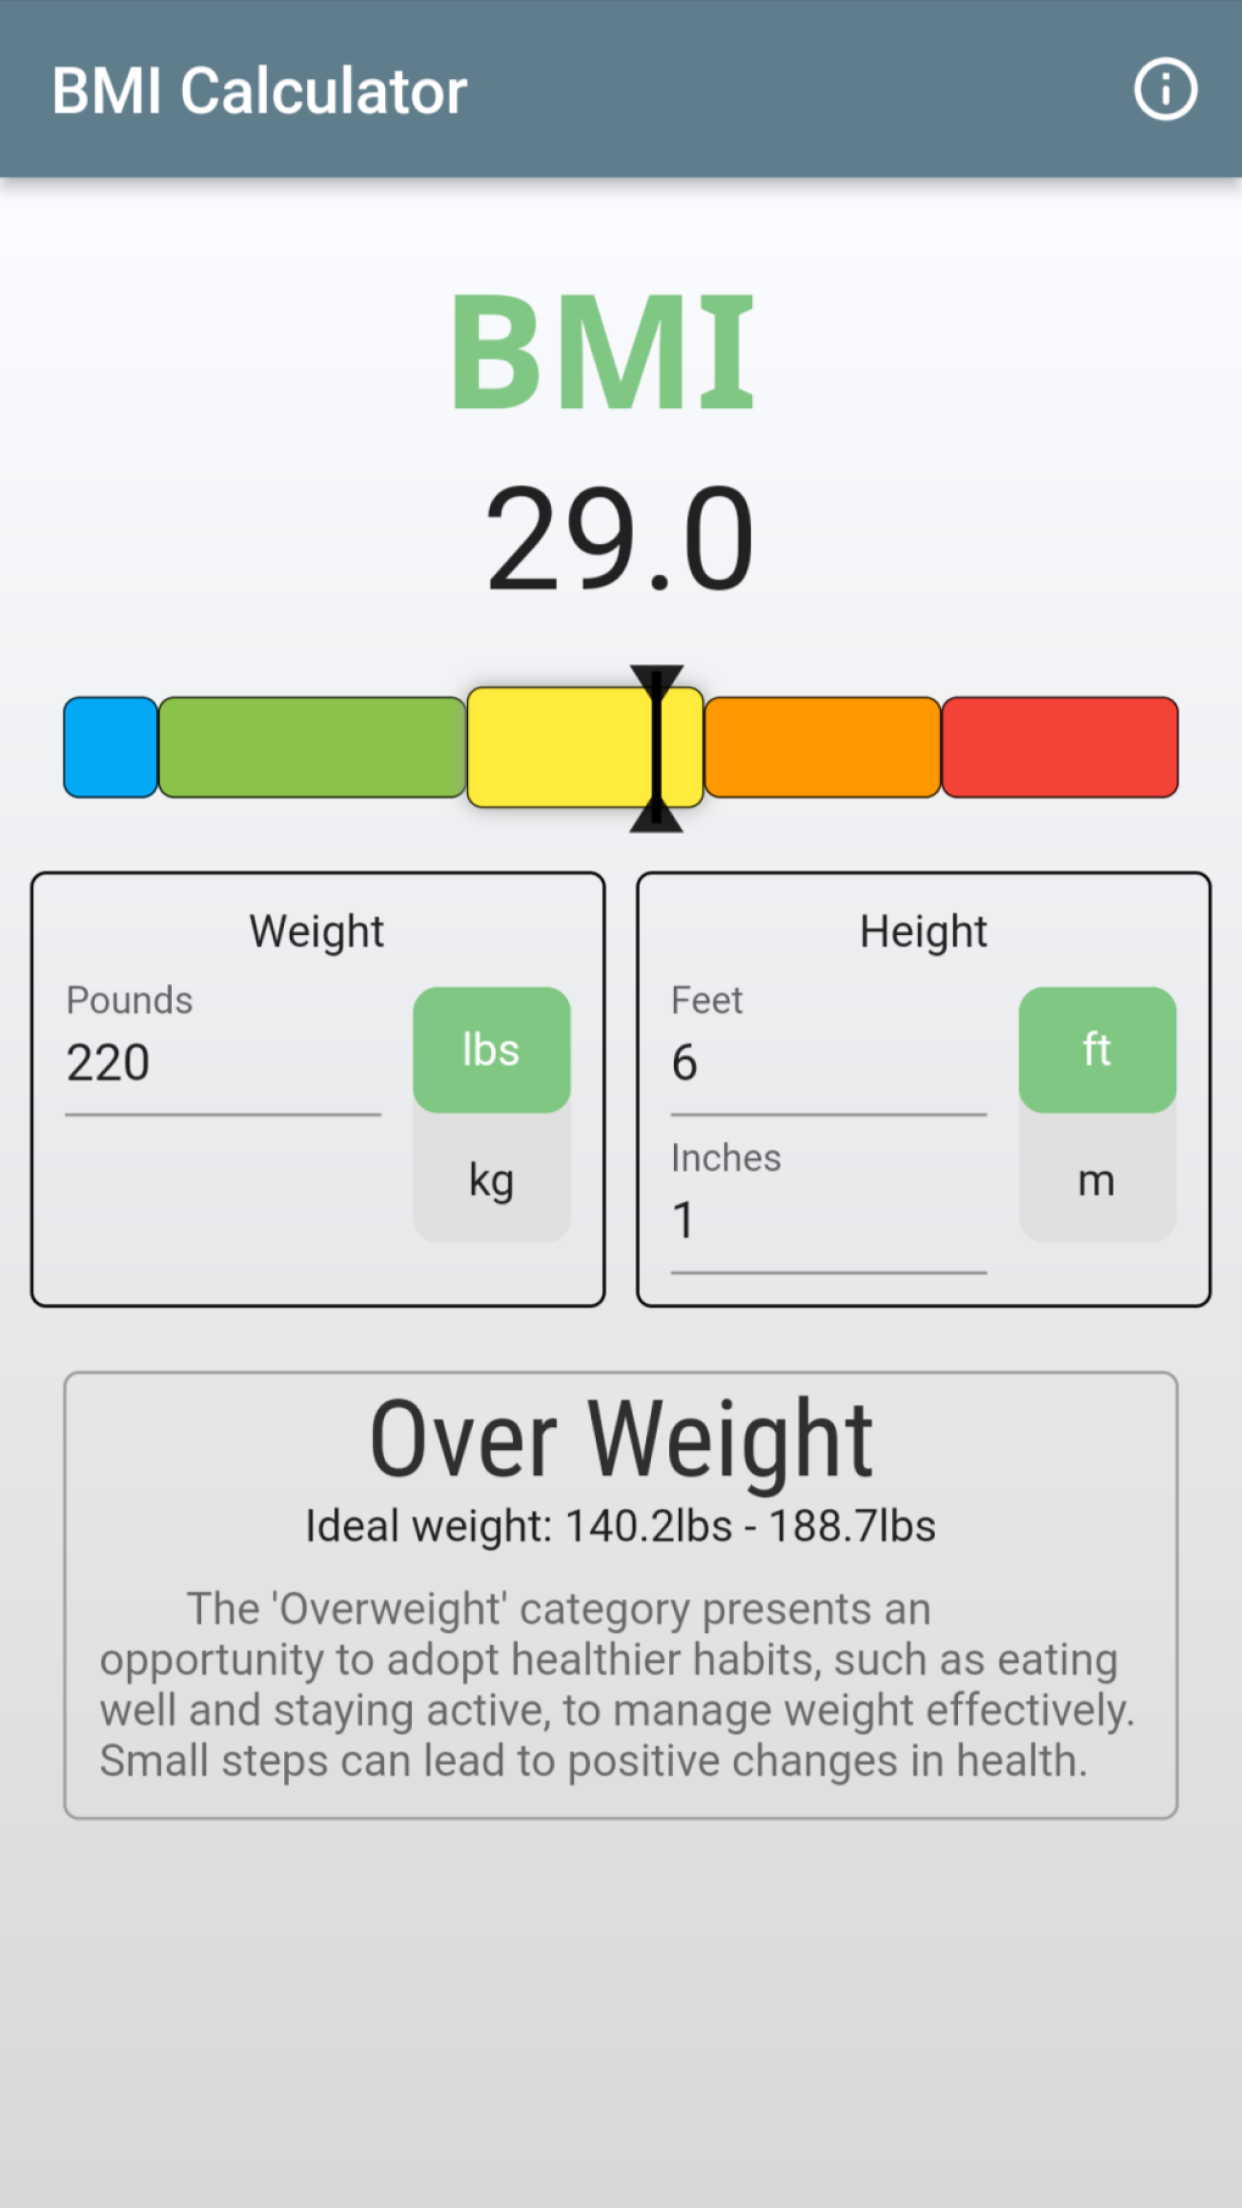 BMI Calculator
BMI
29.0
Weight
Pounds
220
lbs
kg
Height
Feet
6
Inches
1
ft
m
Over Weight
Ideal weight: 140.2lbs - 188.7lbs
The 'Overweight' category presents an
opportunity to adopt healthier habits, such as eating
well and staying active, to manage weight effectively.
Small steps can lead to positive changes in health.